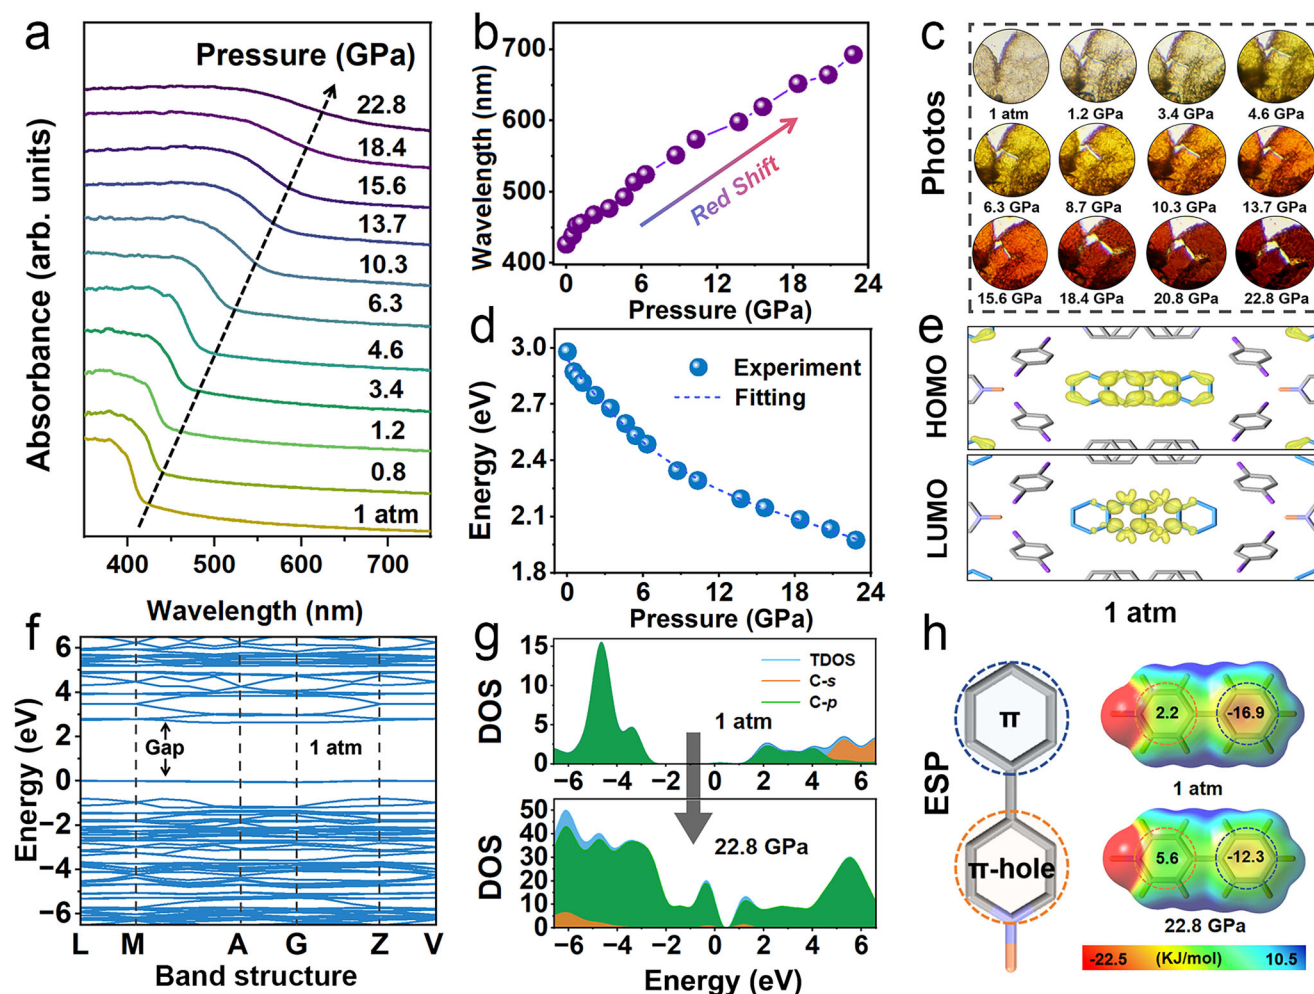 a
Pressure (GPa)
22.8
18.4
15.6
13.7
10.3
6.3
4.6
3.4
1.2
0.8
1 atm
Absorbance (arb. units)
400 500 600 700
Wavelength (nm)
b
700
600
500
400
Wavelength (nm)
Red Shift
0 6 12 18 24
Pressure (GPa)
c
Photos
1 atm 1.2 GPa 3.4 GPa 4.6 GPa
6.3 GPa 8.7 GPa 10.3 GPa 13.7 GPa
15.6 GPa 18.4 GPa 20.8 GPa 22.8 GPa
d
3.0
2.7
2.4
2.1
1.8
Energy (eV)
Experiment
Fitting
0 6 12 18 24
Pressure (GPa)
e
HOMO
LUMO
1 atm
f
6
4
2
0
−2
−4
−6
Energy (eV)
Gap
1 atm
L M A G Z V
Band structure
g
15
10
5
0
DOS
TDOS
C-s
C-p
1 atm
−6 −4 −2 0 2 4 6
50
40
30
20
10
0
DOS
22.8 GPa
−6 −4 −2 0 2 4 6
Energy (eV)
h
ESP
π
π-hole
2.2 -16.9
1 atm
5.6 -12.3
22.8 GPa
-22.5 (KJ/mol) 10.5